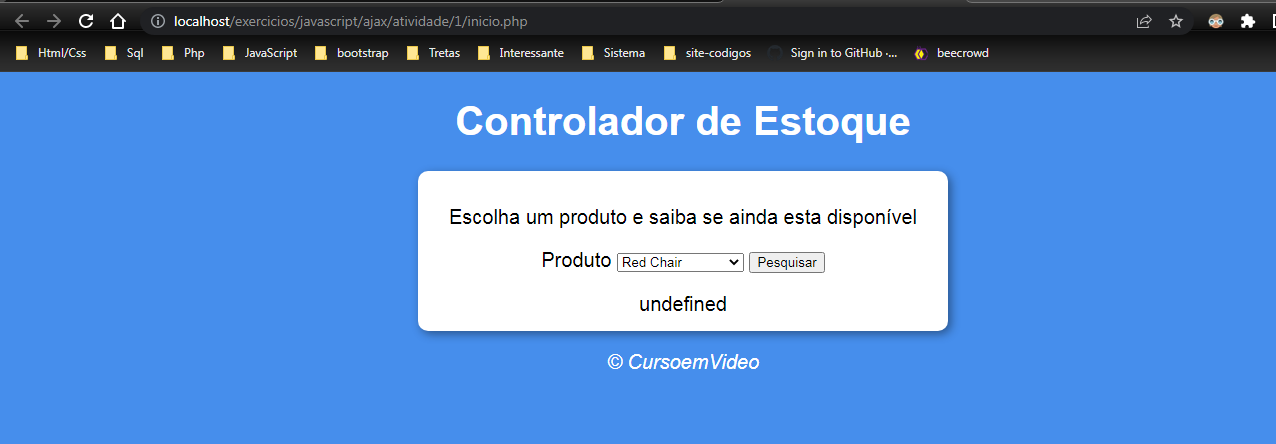 localhost/exercicios/javascript/ajax/atividade/1/inicio.php
Html/Css Sql Php JavaScript bootstrap Tretas Interessante Sistema site-codigos Sign in to GitHub ·... beecrowd
Controlador de Estoque
Escolha um produto e saiba se ainda esta disponível
Produto Red Chair Pesquisar
undefined
© CursoemVideo